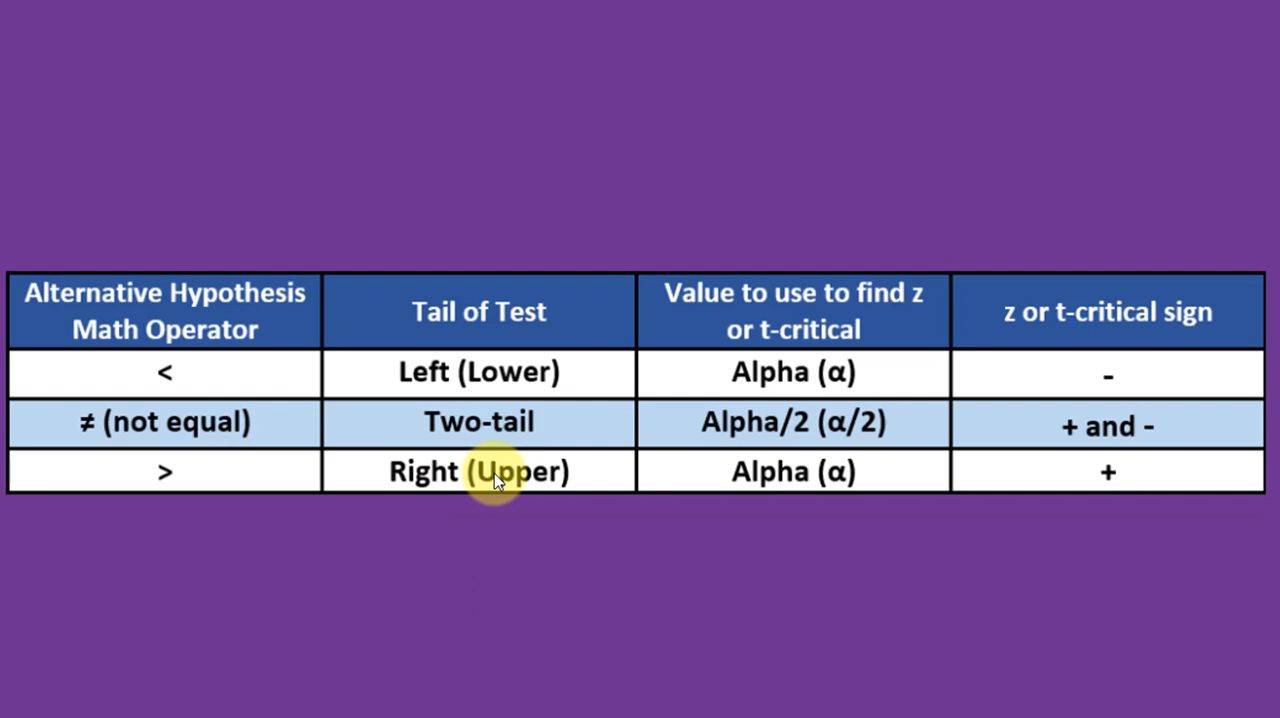 Alternative Hypothesis
Math Operator
Tail of Test
Value to use to find z
or t-critical
z or t-critical sign
<
Left (Lower)
Alpha (α)
-
≠ (not equal)
Two-tail
Alpha/2 (α/2)
+ and -
>
Right (Upper)
Alpha (α)
+